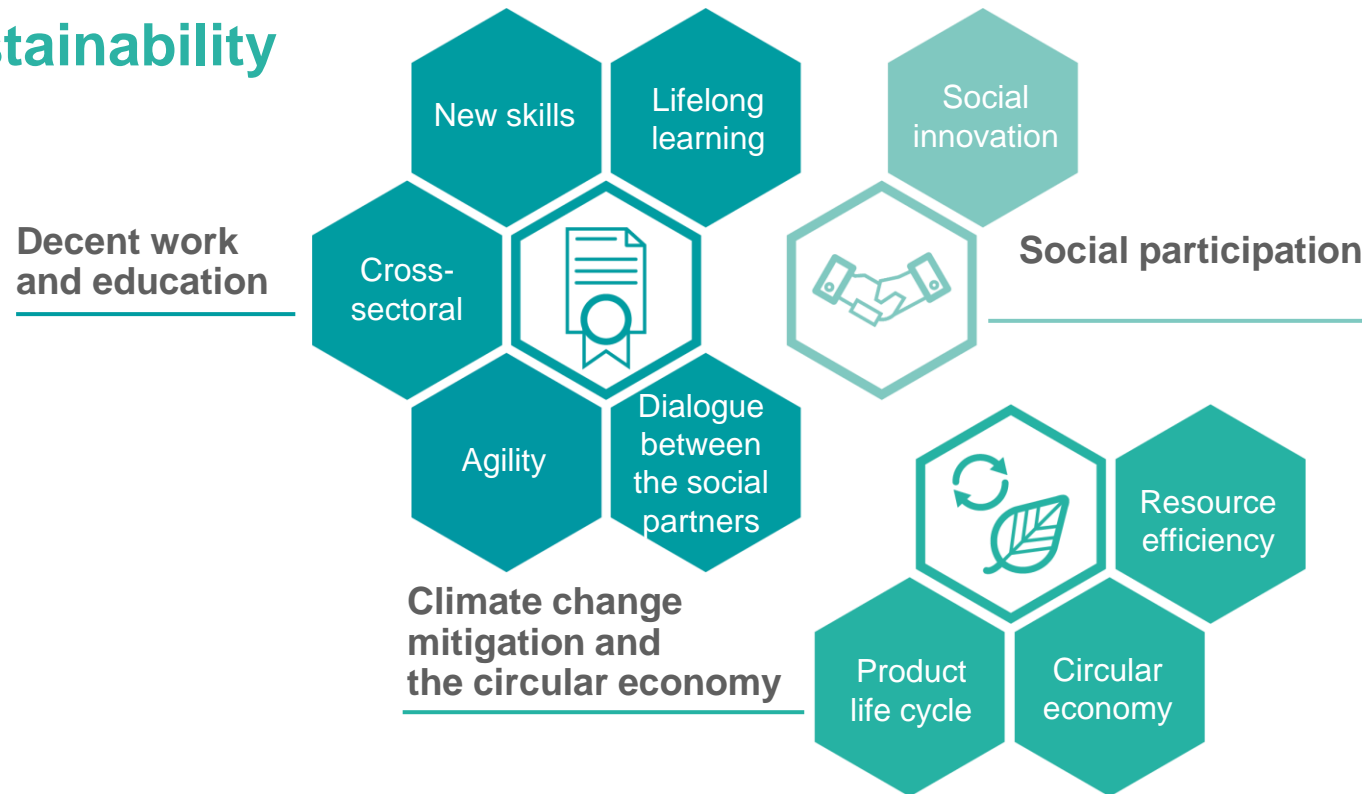 stainability
New skills
Lifelong
learning
Social
innovation
Decent work
and education
Cross-
sectoral
Social participation
Agility
Dialogue
between
the social
partners
Resource
efficiency
Climate change
mitigation and
the circular economy
Product
life cycle
Circular
economy